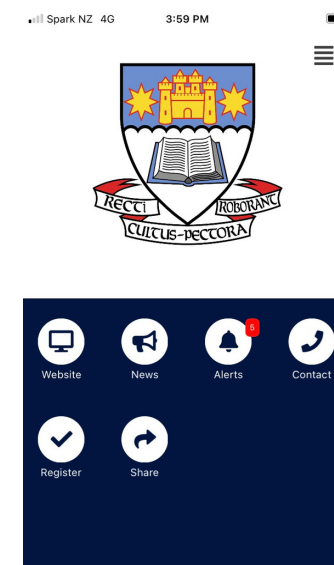 Spark NZ 4G 3:59 PM
RECTI ROBORANT
CULTUS-PECTORA
Website News Alerts 5 Contact
Register Share